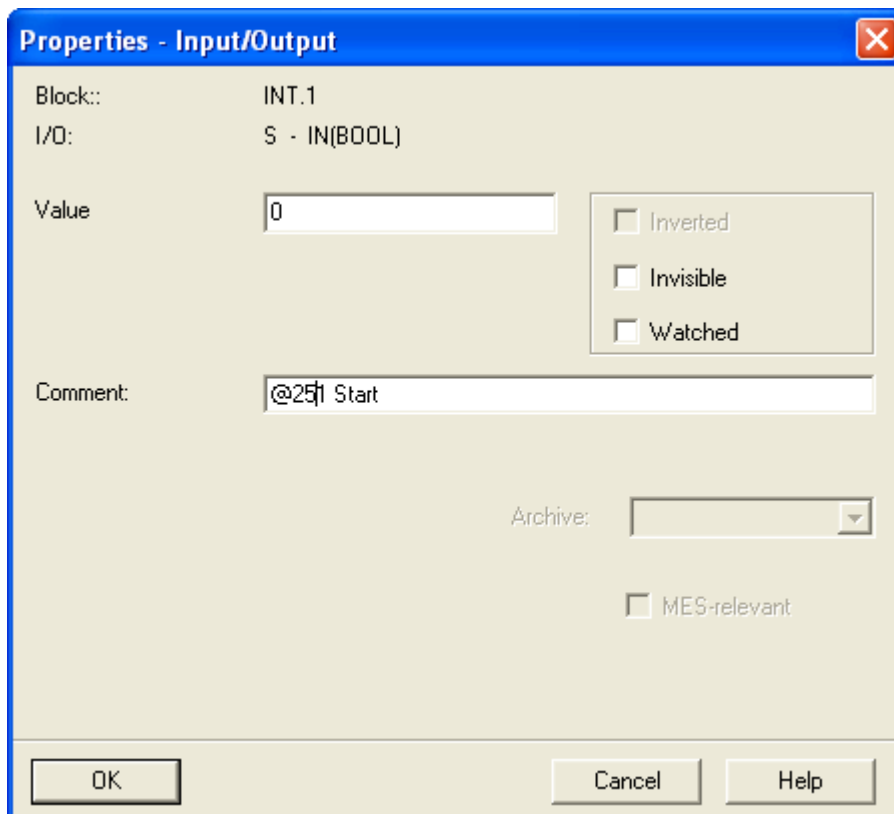 Properties - Input/Output
Block:: INT.1
I/O: S - IN(BOOL)
Value 0
Inverted
Invisible
Watched
Comment: @251 Start
Archive:
MES-relevant
OK Cancel Help